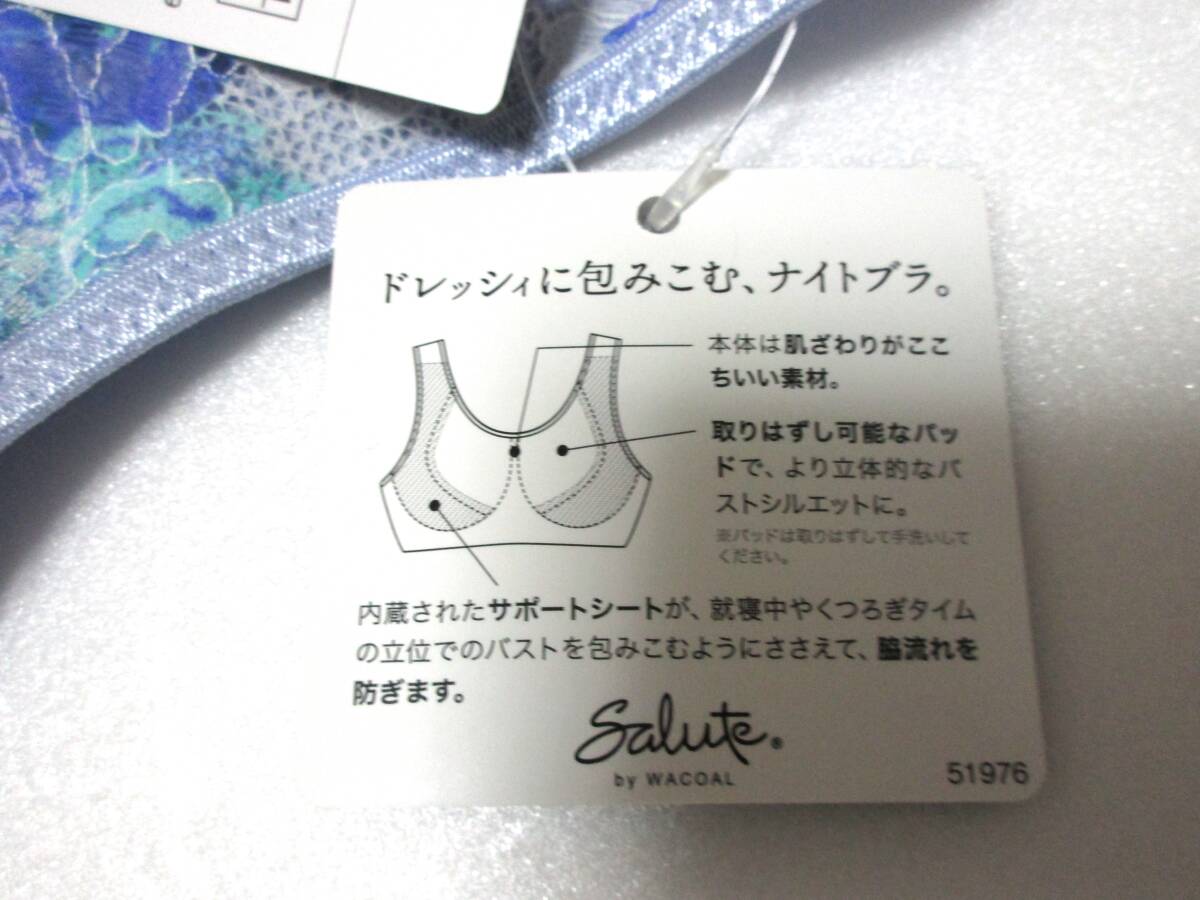 ドレッシィに包みこむ、ナイトブラ。
本体は肌ざわりがここ
ちいい素材。
取りはずし可能なパッ
ドで、より立体的なバ
ストシルエットに。
※パッドは取りはずして手洗いして
ください。
内蔵されたサポートシートが、就寝中やくつろぎタイム
の立位でのバストを包みこむようにささえて、脇流れを
防ぎます。
Salute®
by WACOAL
51976